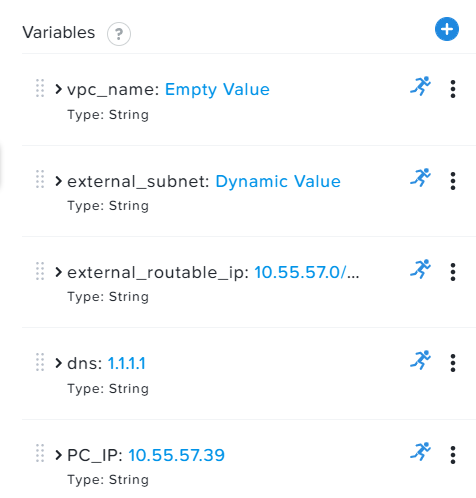 Variables ?
vpc_name: Empty Value
Type: String
external_subnet: Dynamic Value
Type: String
external_routable_ip: 10.55.57.0/...
Type: String
dns: 1.1.1.1
Type: String
PC_IP: 10.55.57.39
Type: String